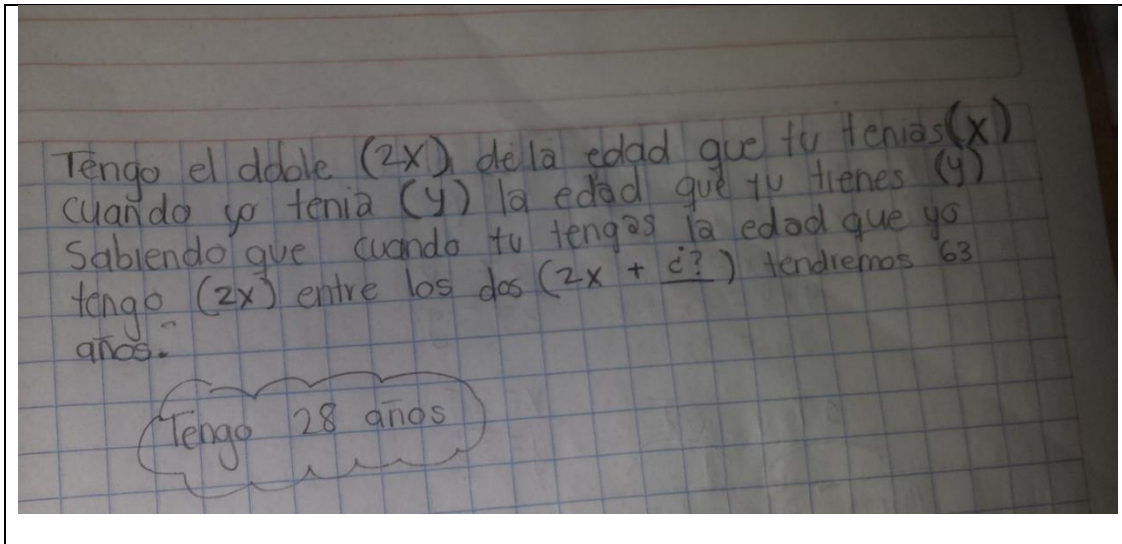 Tengo el doble (2x) de la edad que tu tenias (x)
cuando yo tenia (y) la edad que tu tienes (y)
Sabiendo que cuando tu tengas la edad que yo
tengo (2x) entre los dos (2x + ¿?) tendremos 63
años.
Tengo 28 años